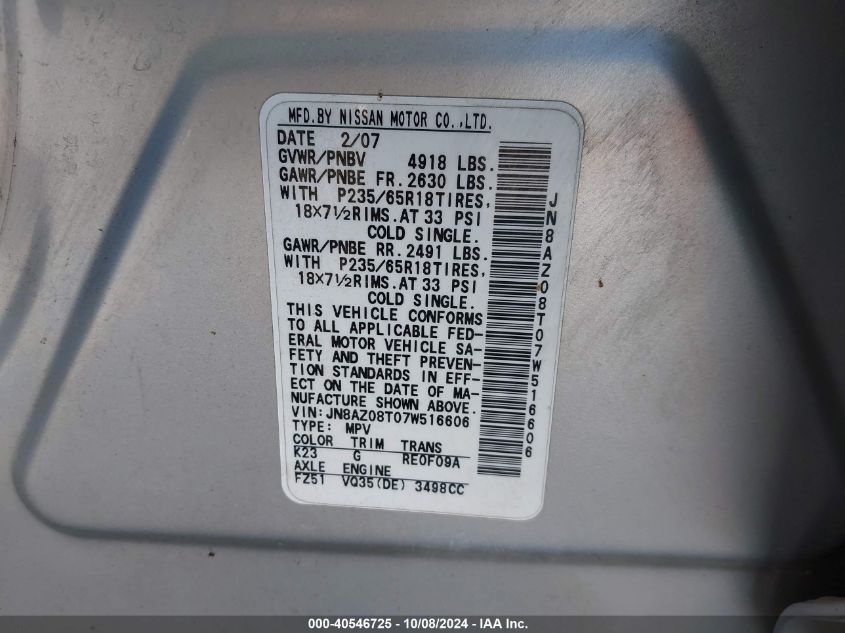 MFD.BY NISSAN MOTOR CO.,LTD.
DATE 2/07
GVWR/PNBV 4918 LBS.
GAWR/PNBE FR.2630 LBS.
WITH P235/65R18TIRES,
18×7½RIMS.AT 33 PSI
COLD SINGLE.
GAWR/PNBE RR.2491 LBS.
WITH P235/65R18TIRES,
18×7½RIMS.AT 33 PSI
COLD SINGLE.
THIS VEHICLE CONFORMS
TO ALL APPLICABLE FED-
ERAL MOTOR VEHICLE SA-
FETY AND THEFT PREVEN-
TION STANDARDS IN EFF-
ECT ON THE DATE OF MA-
NUFACTURE SHOWN ABOVE.
VIN:JN8AZ08T07W516606
TYPE: MPV
COLOR TRIM TRANS
K23 G RE0F09A
AXLE ENGINE
FZ51 VQ35(DE) 3498CC
JN8AZ08T07W516606
000-40546725 - 10/08/2024 - IAA Inc.